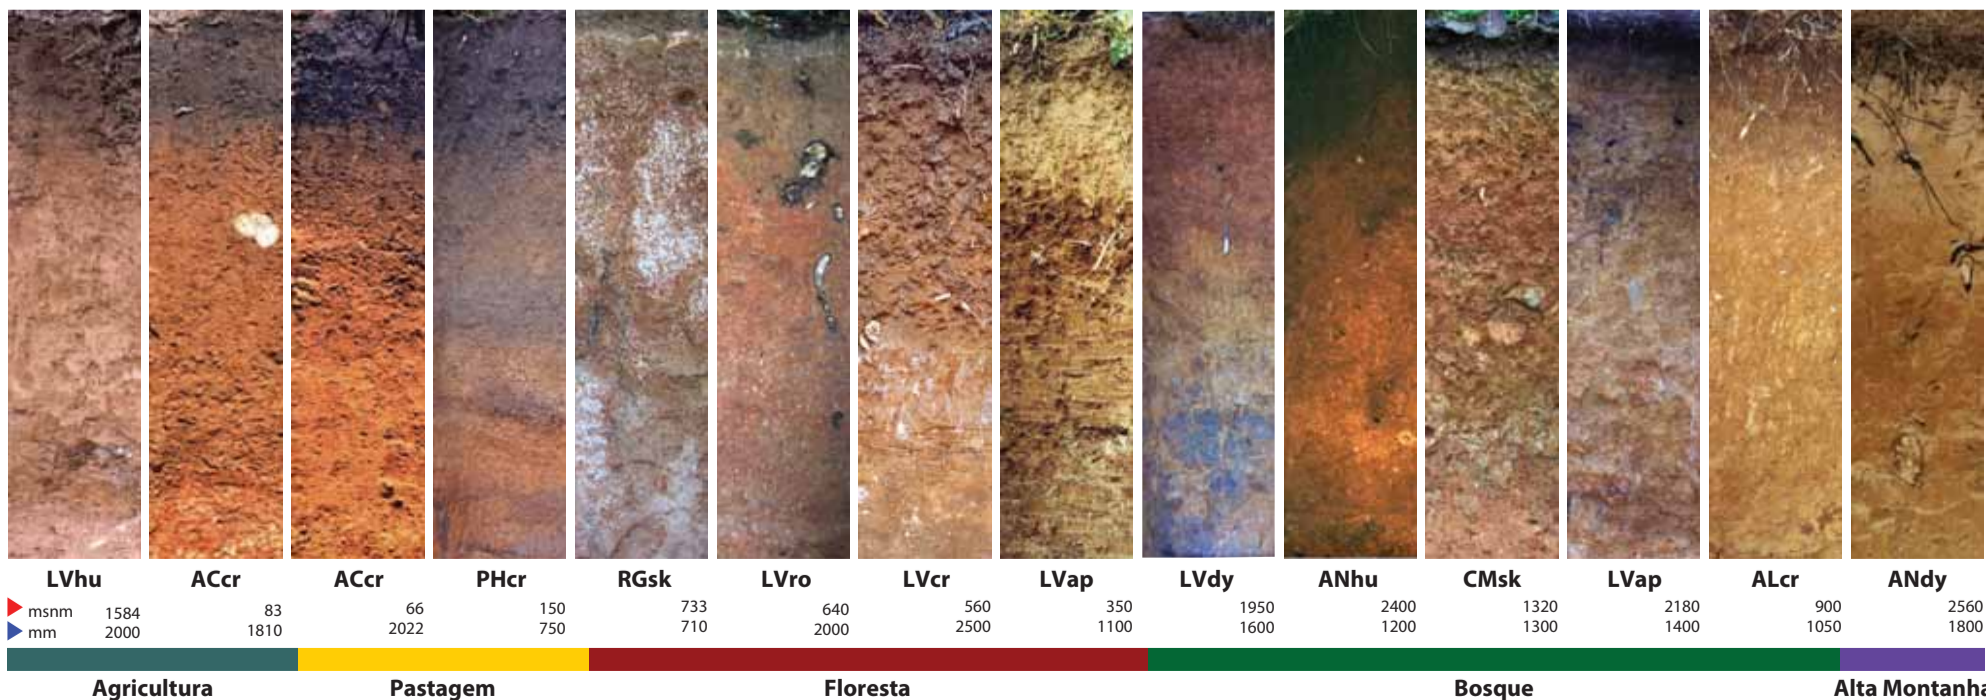 LVhu ACcr ACcr PHcr RGsk LVro LVcr LVap LVdy ANhu CMsk LVap ALcr ANdy
msnm 1584 83 66 150 733 640 560 350 1950 2400 1320 2180 900 2560
mm 2000 1810 2022 750 710 2000 2500 1100 1600 1200 1300 1400 1050 1800
Agricultura Pastagem Floresta Bosque Alta Montanha